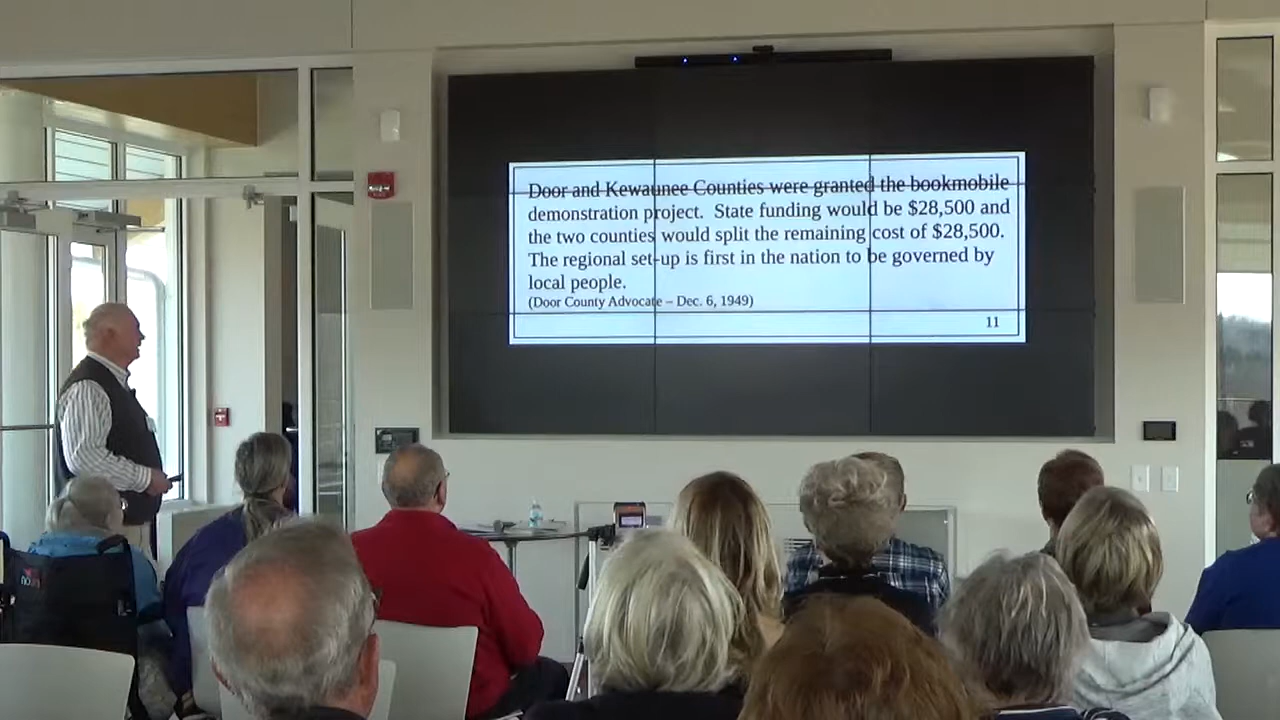 Door and Kewaunee Counties were granted the bookmobile
demonstration project. State funding would be $28,500 and
the two counties would split the remaining cost of $28,500.
The regional set-up is first in the nation to be governed by
local people.
(Door County Advocate – Dec. 6, 1949)
11